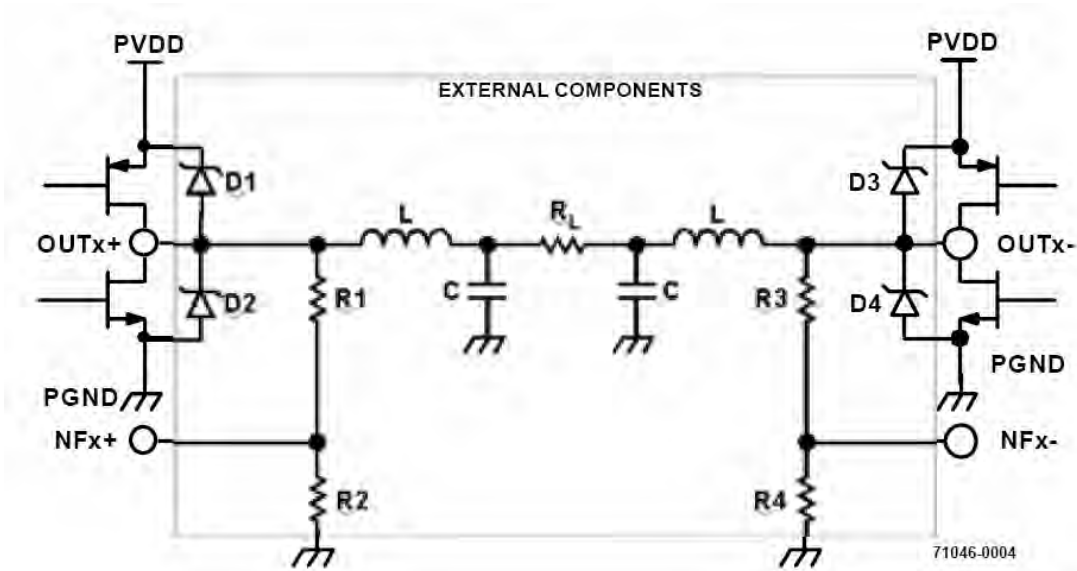 PVDD
PVDD
EXTERNAL COMPONENTS
D1
D3
L
RL
L
OUTx+
OUTx-
D2
R1
C
C
R3
D4
PGND
PGND
NFx+
NFx-
R2
R4
71046-0004